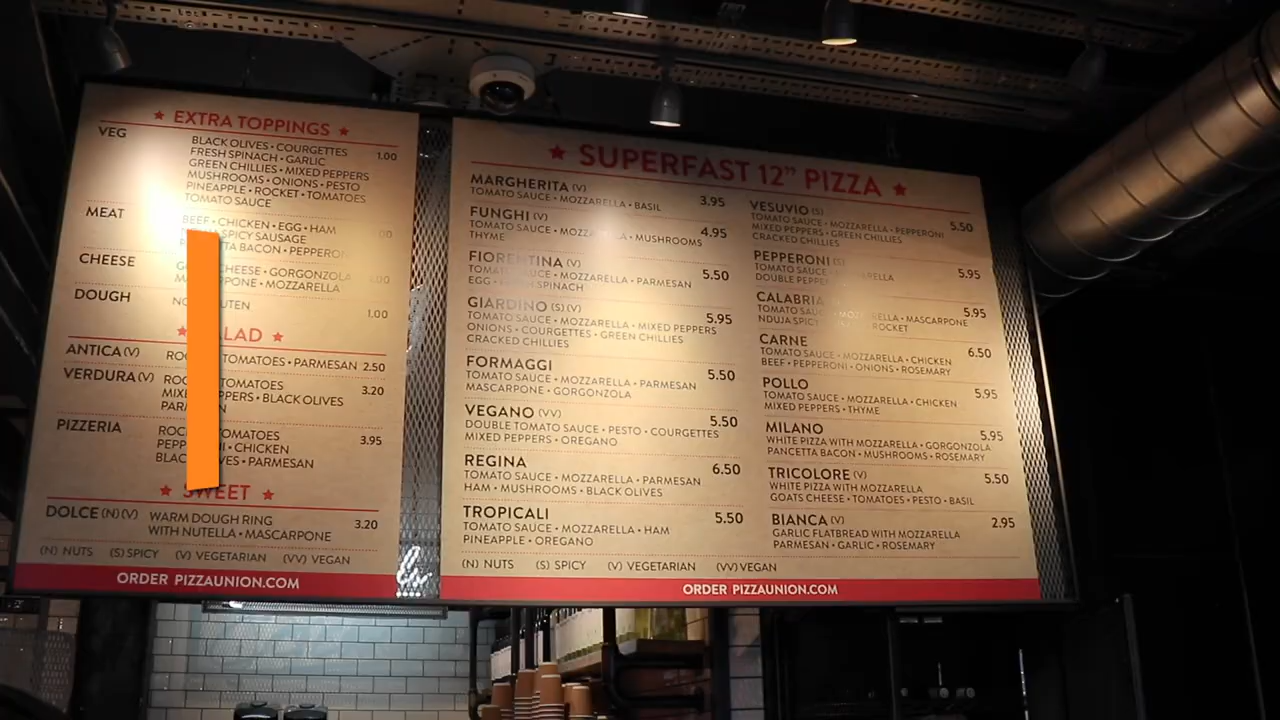 ★ EXTRA TOPPINGS ★
VEG
BLACK OLIVES • COURGETTES
FRESH SPINACH • GARLIC
GREEN CHILLIES • MIXED PEPPERS
MUSHROOMS • ONIONS • PESTO
PINEAPPLE • ROCKET • TOMATOES
TOMATO SAUCE
1.00
MEAT
BEEF • CHICKEN • EGG • HAM
SPICY SAUSAGE
BACON • PEPPERONI
CHEESE
CHEESE • GORGONZOLA
MOZZARELLA
DOUGH
1.00
★
ANTICA (V)
TOMATOES • PARMESAN 2.50
VERDURA (V)
TOMATOES
• BLACK OLIVES
3.20
PIZZERIA
TOMATOES
• CHICKEN
• PARMESAN
3.95
★ SWEET ★
DOLCE (N) (V) WARM DOUGH RING
WITH NUTELLA • MASCARPONE
3.20
(N) NUTS (S) SPICY (V) VEGETARIAN (VV) VEGAN
ORDER PIZZAUNION.COM
★ SUPERFAST 12" PIZZA ★
MARGHERITA (V) 3.95
TOMATO SAUCE • MOZZARELLA • BASIL
FUNGHI (V) 4.95
TOMATO SAUCE • MUSHROOMS
THYME
FIORENTINA (V) 5.50
MOZZARELLA • PARMESAN
EGG • SPINACH
GIARDINO (S) (V) 5.95
TOMATO SAUCE • MOZZARELLA • MIXED PEPPERS
ONIONS • COURGETTES • GREEN CHILLIES
CRACKED CHILLIES
FORMAGGI 5.50
TOMATO SAUCE • MOZZARELLA • PARMESAN
MASCARPONE • GORGONZOLA
VEGANO (VV) 5.50
DOUBLE TOMATO SAUCE • PESTO • COURGETTES
MIXED PEPPERS • OREGANO
REGINA 6.50
TOMATO SAUCE • MOZZARELLA • PARMESAN
HAM • MUSHROOMS • BLACK OLIVES
TROPICALI 5.50
TOMATO SAUCE • MOZZARELLA • HAM
PINEAPPLE • OREGANO
VESUVIO (S) 5.50
TOMATO SAUCE • MOZZARELLA • PEPPERONI
MIXED PEPPERS • GREEN CHILLIES
CRACKED CHILLIES
PEPPERONI (S) 5.95
TOMATO SAUCE
DOUBLE
CALABRIA 5.95
MASCARPONE
NDUJA SPICY ROCKET
CARNE 6.50
TOMATO SAUCE • MOZZARELLA • CHICKEN
BEEF • PEPPERONI • ONIONS • ROSEMARY
POLLO 5.95
TOMATO SAUCE • MOZZARELLA • CHICKEN
MIXED PEPPERS • THYME
MILANO 5.95
WHITE PIZZA WITH MOZZARELLA • GORGONZOLA
PANCETTA BACON • MUSHROOMS • ROSEMARY
TRICOLORE (V) 5.50
WHITE PIZZA WITH MOZZARELLA
GOATS CHEESE • TOMATOES • PESTO • BASIL
BIANCA (V) 2.95
GARLIC FLATBREAD WITH MOZZARELLA
PARMESAN • GARLIC • ROSEMARY
(N) NUTS (S) SPICY (V) VEGETARIAN (VV) VEGAN
ORDER PIZZAUNION.COM